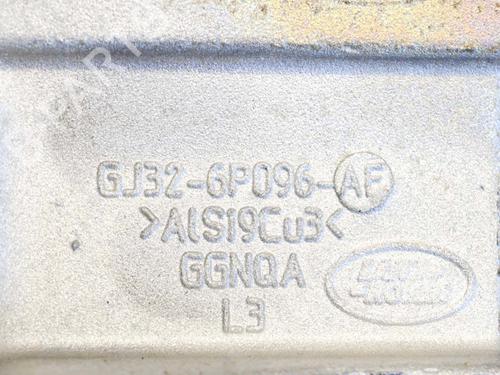 GJ32-6P096-AF
>AlSi9Cu3<
GGNQA
L3
LAND
ROVER